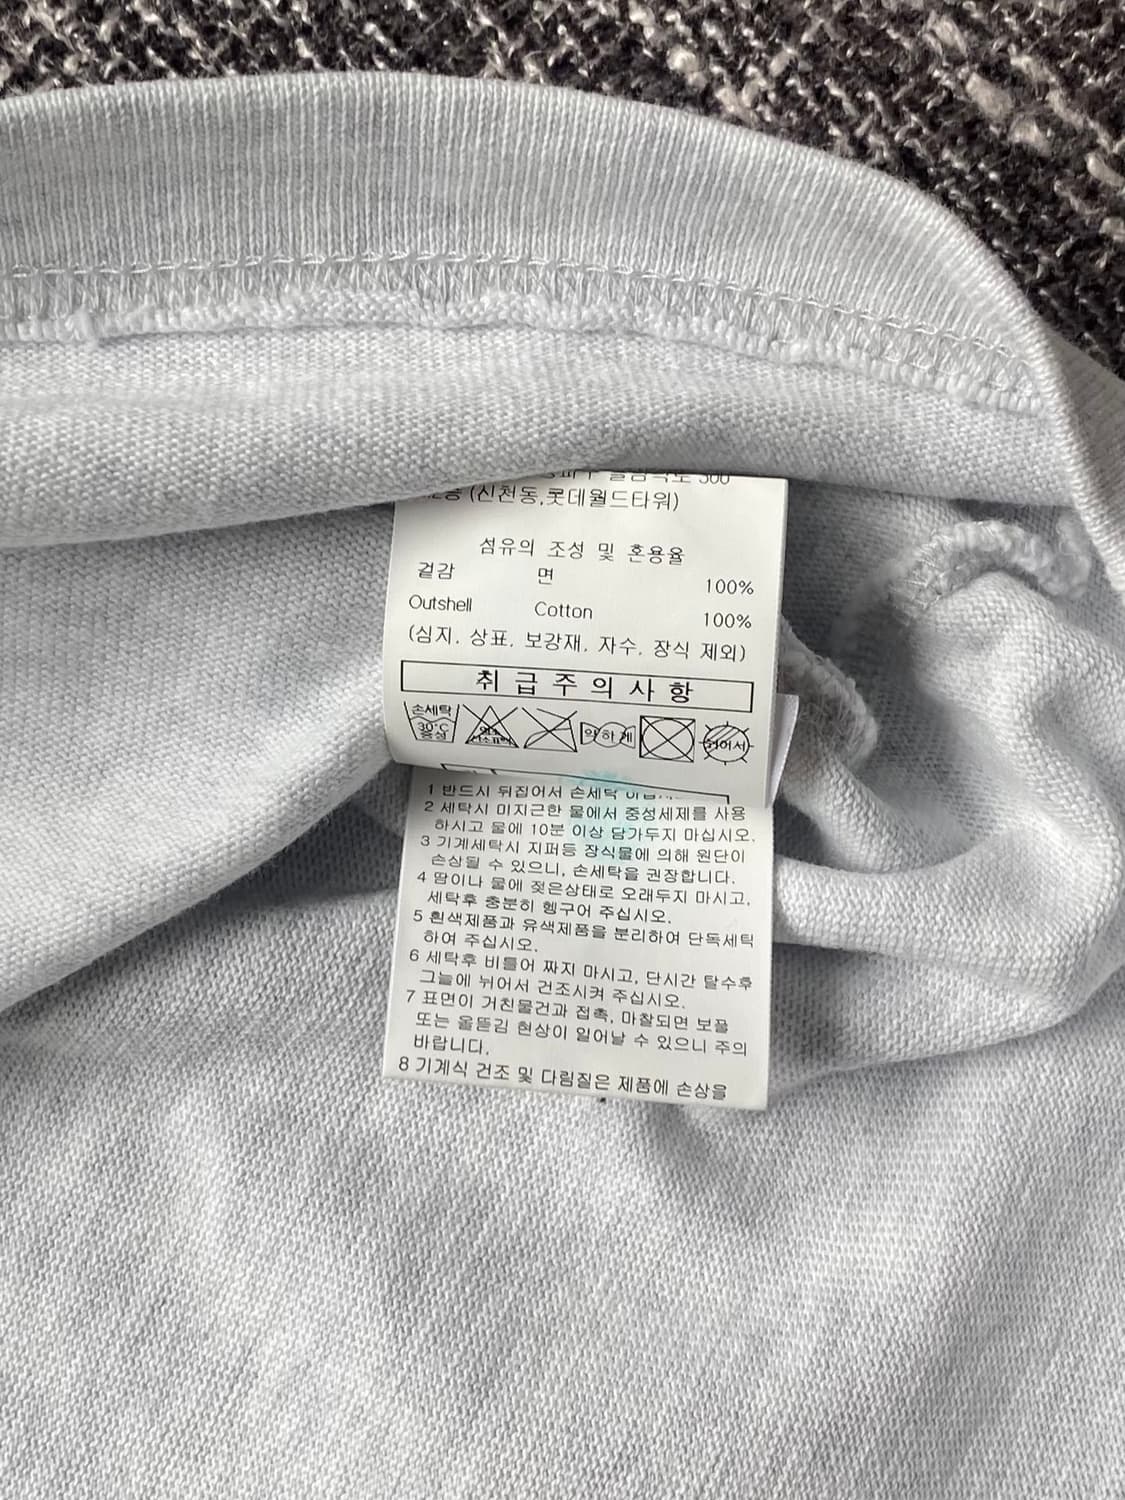 올림픽로 300
(신천동,롯데월드타워)
섬유의 조성 및 혼용율
겉감 면 100%
Outshell Cotton 100%
(심지, 상표, 보강재, 자수, 장식 제외)
취급주의사항
손세탁 30°C 중성
약하게
뉘어서
1 반드시 뒤집어서 손세탁
2 세탁시 미지근한 물에서 중성세제를 사용
하시고 물에 10분 이상 담가두지 마십시오.
3 기계세탁시 지퍼등 장식물에 의해 원단이
손상될 수 있으니, 손세탁을 권장합니다.
4 땀이나 물에 젖은상태로 오래두지 마시고,
세탁후 충분히 헹구어 주십시오.
5 흰색제품과 유색제품을 분리하여 단독세탁
하여 주십시오.
6 세탁후 비틀어 짜지 마시고, 단시간 탈수후
그늘에 뉘어서 건조시켜 주십시오.
7 표면이 거친물건과 접촉, 마찰되면 보풀
또는 올뜯김 현상이 일어날 수 있으니 주의
바랍니다.
8 기계식 건조 및 다림질은 제품에 손상을